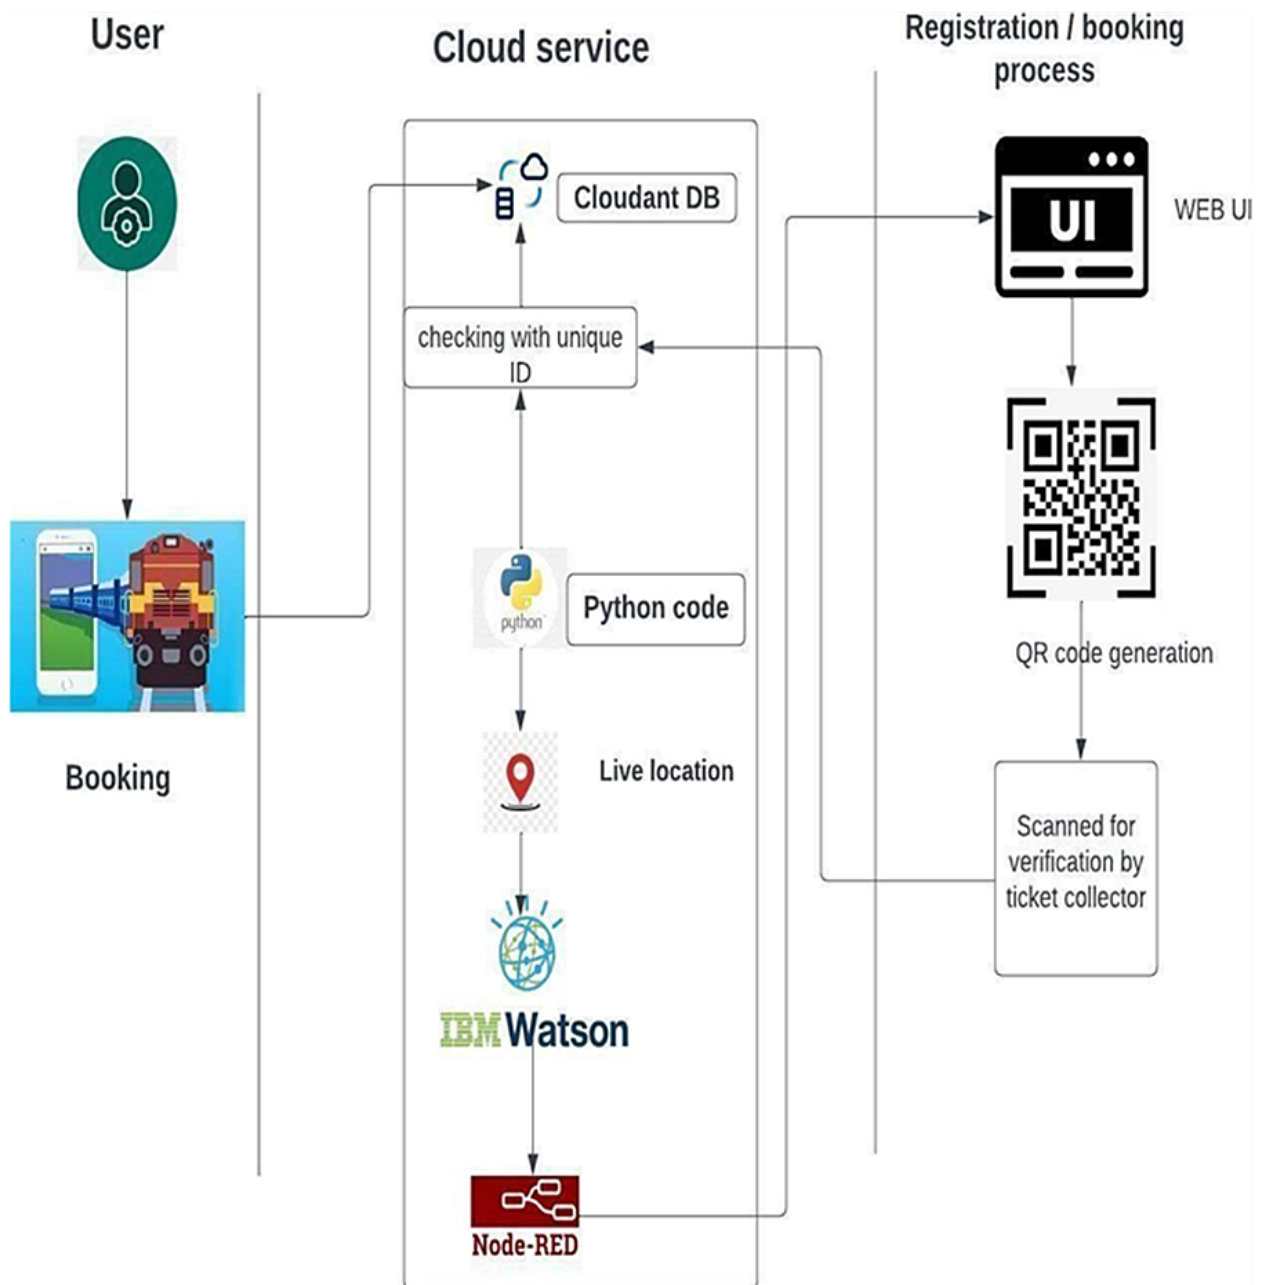 User
Cloud service
Registration / booking
process
Cloudant DB
UI
WEB UI
checking with unique
ID
python
Python code
QR code generation
Live location
Booking
Scanned for
verification by
ticket collector
IBM Watson
Node-RED